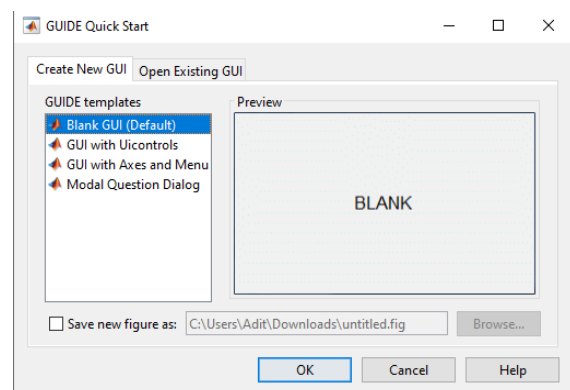 GUIDE Quick Start
Create New GUI Open Existing GUI
GUIDE templates
Blank GUI (Default)
GUI with Uicontrols
GUI with Axes and Menu
Modal Question Dialog
Preview
BLANK
Save new figure as: C:\Users\Adit\Downloads\untitled.fig Browse...
OK Cancel Help